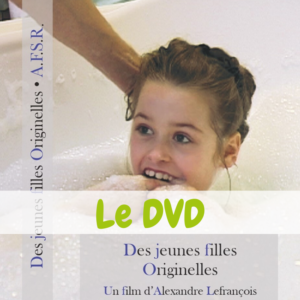 Des jeunes filles Originelles • A.F.S.R.
Le DVD
Des jeunes filles
Originelles
Un film d'Alexandre Lefrançois